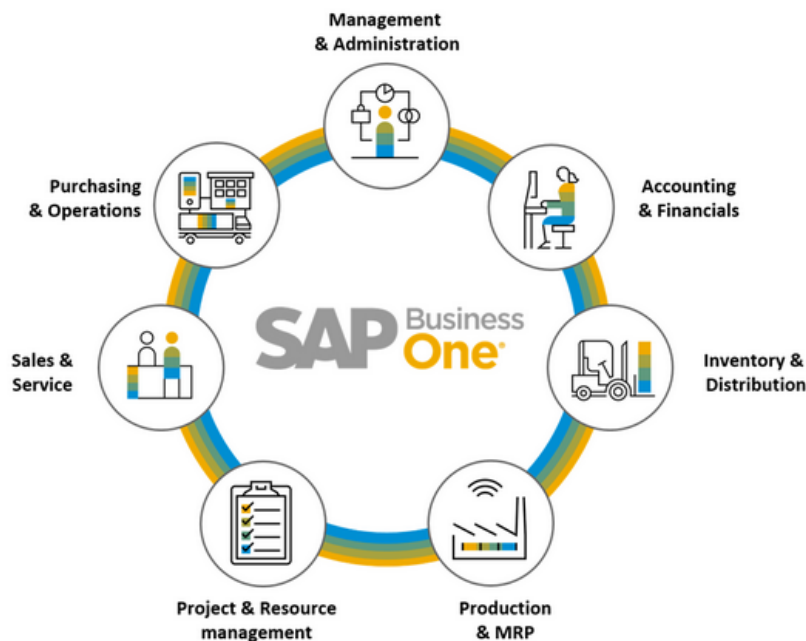 Management
& Administration
Accounting
& Financials
Inventory &
Distribution
Production
& MRP
Project & Resource
management
Sales &
Service
Purchasing
& Operations
SAP Business
One®